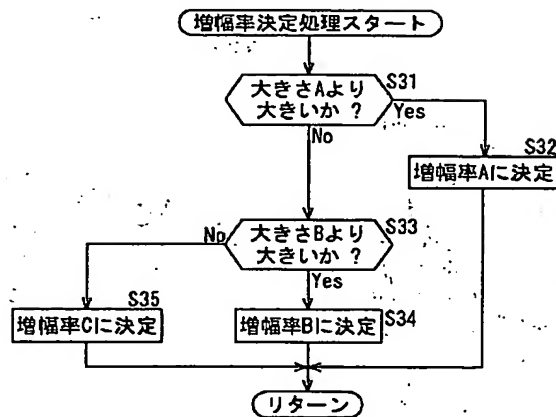 増幅率決定処理スタート
S31
大きさAより
大きいか ?
Yes
No
S32
増幅率Aに決定
S33
大きさBより
大きいか ?
No
Yes
S35
増幅率Cに決定
S34
増幅率Bに決定
リターン